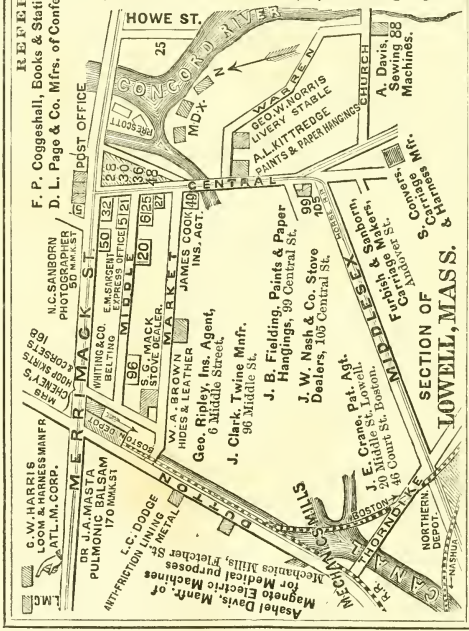 REFER
F. P. Coggeshall, Books & Stati
D. L. Page & Co. Mfrs. of Confe
HOWE ST.
25
CONCORD RIVER
PRESCOTT
POST OFFICE
MDX.
N
WARREN
GEO. W. NORRIS
LIVERY STABLE
A. L. KITTREDGE
PAINTS & PAPER HANGINGS
CHURCH
A. Davis,
Sewing 88
Machines.
N.C. SANBORN
PHOTOGRAPHER
50 M.M.K ST
MRS
CHENEY'S
HOOP SKIRTS
& CORSETS
168
G. W. HARRIS
LOOM & HARNESS MANFR
ATL. M. CORP.
L.M.C.
MERRIMACK ST
5
28
30
36
48
50
32
E.M. SARGENT
EXPRESS OFFICE
5
21
WHITING & CO.
BELTING
MIDDLE
20
6
25
27
96
S. G. MACK
STOVE DEALER.
MARKET
JAMES COOK
INS. AGT.
49
CENTRAL
W. A. BROWN
HIDES & LEATHER
BOSTON DEPOT
DR J. A. MASTA
PULMONIC BALSAM
170 M.M.K ST
L.C. DODGE
ANTI-FRICTION LINING
METAL
DUTTON
Geo. Ripley, Ins. Agent,
6 Middle Street,
J. Clark. Twine Mnfr.
96 Middle St.
J. B. Fielding, Paints & Paper
Hangings, 99 Central St.
J. W. Nash & Co. Stove
Dealers, 105 Central St.
J. E. Crane, Pat. Agt.
20 Middle St. Lowell.
46 Court St. Boston.
99
105
MIDDLESEX
Sanborn,
Furbish & Makers,
Carriage
Andover St.
S. Convers,
Carriage Mfr.
& Harness
Asahel Davis, Manfr. of
Magneto Electric Machines
for Medical purposes
Mechanics Mills, Fletcher St.
MECHANICS MILLS
BOSTON
CANAL
THORNDIKE
R.R.
NORTHERN
DEPOT.
NASHUA
SECTION OF
LOWELL, MASS.